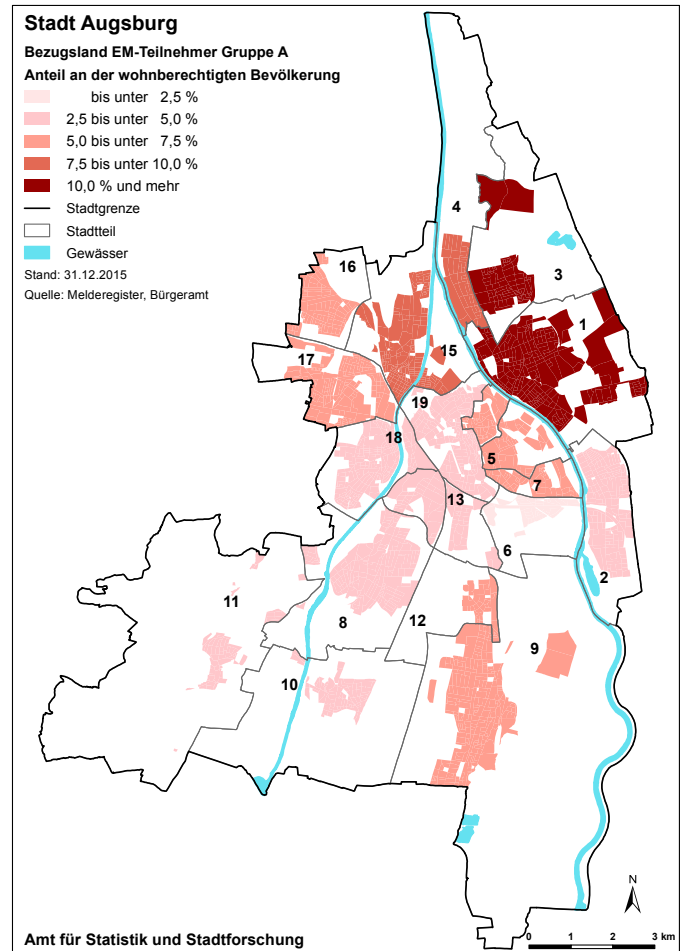 Stadt Augsburg
Bezugsland EM-Teilnehmer Gruppe A
Anteil an der wohnberechtigten Bevölkerung
bis unter 2,5 %
2,5 bis unter 5,0 %
5,0 bis unter 7,5 %
7,5 bis unter 10,0 %
10,0 % und mehr
Stadtgrenze
Stadtteil
Gewässer
Stand: 31.12.2015
Quelle: Melderegister, Bürgeramt
4
16
3
1
15
17
19
18
5
7
13
6
2
11
8
12
9
10
N
Amt für Statistik und Stadtforschung
0 1 2 3 km